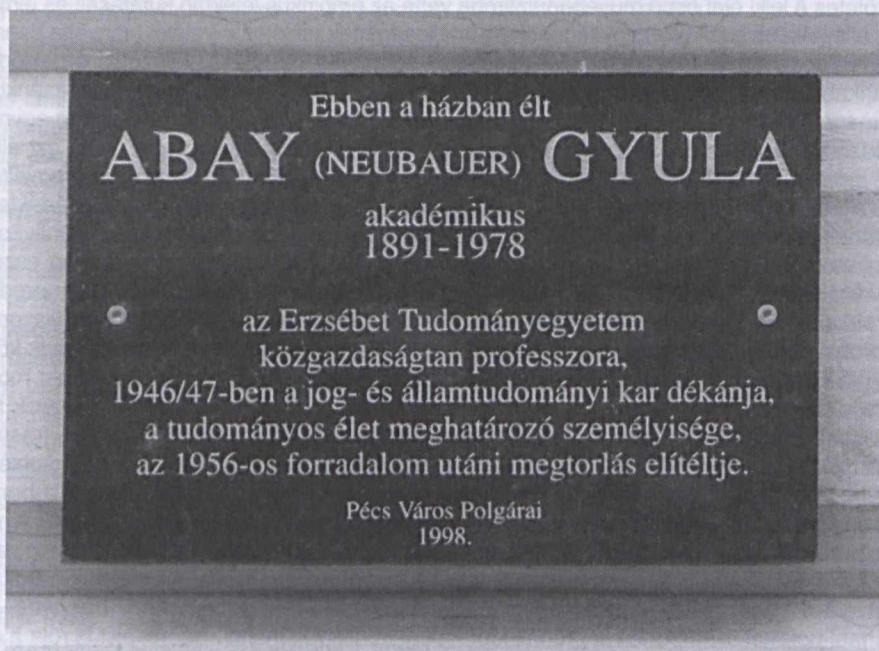 Ebben a házban élt
ABAY (NEUBAUER) GYULA
akadémikus
1891-1978
az Erzsébet Tudományegyetem
közgazdaságtan professzora,
1946/47-ben a jog- és államtudományi kar dékánja,
a tudományos élet meghatározó személyisége,
az 1956-os forradalom utáni megtorlás elítéltje.
Pécs Város Polgárai
1998.